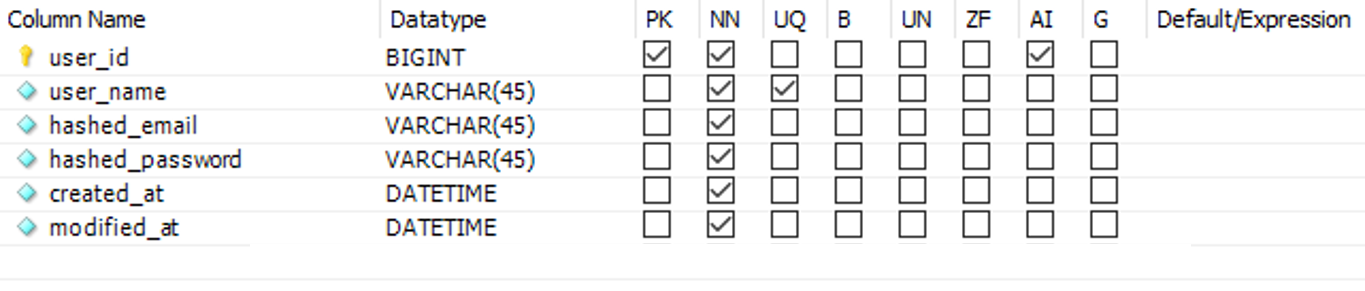 Column Name Datatype PK NN UQ B UN ZF AI G Default/Expression
user_id BIGINT
user_name VARCHAR(45)
hashed_email VARCHAR(45)
hashed_password VARCHAR(45)
created_at DATETIME
modified_at DATETIME